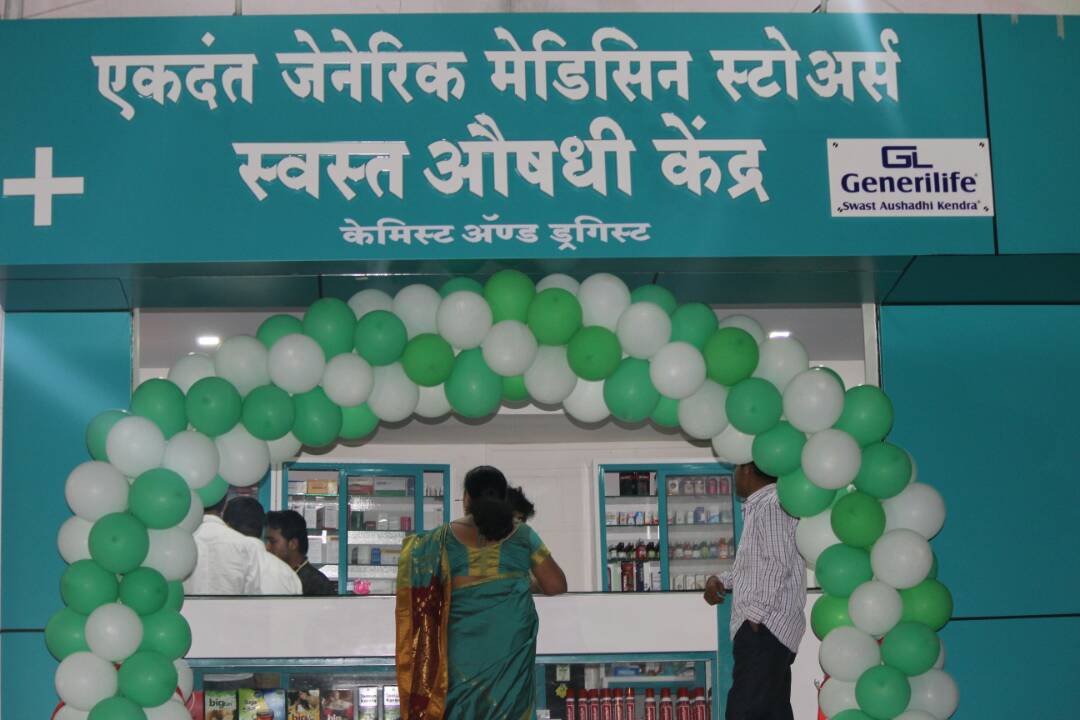 एकदंत जेनेरिक मेडिसिन स्टोअर्स
स्वस्त औषधी केंद्र
केमिस्ट ॲण्ड ड्रगिस्ट
GL
Generilife
Swast Aushadhi Kendra